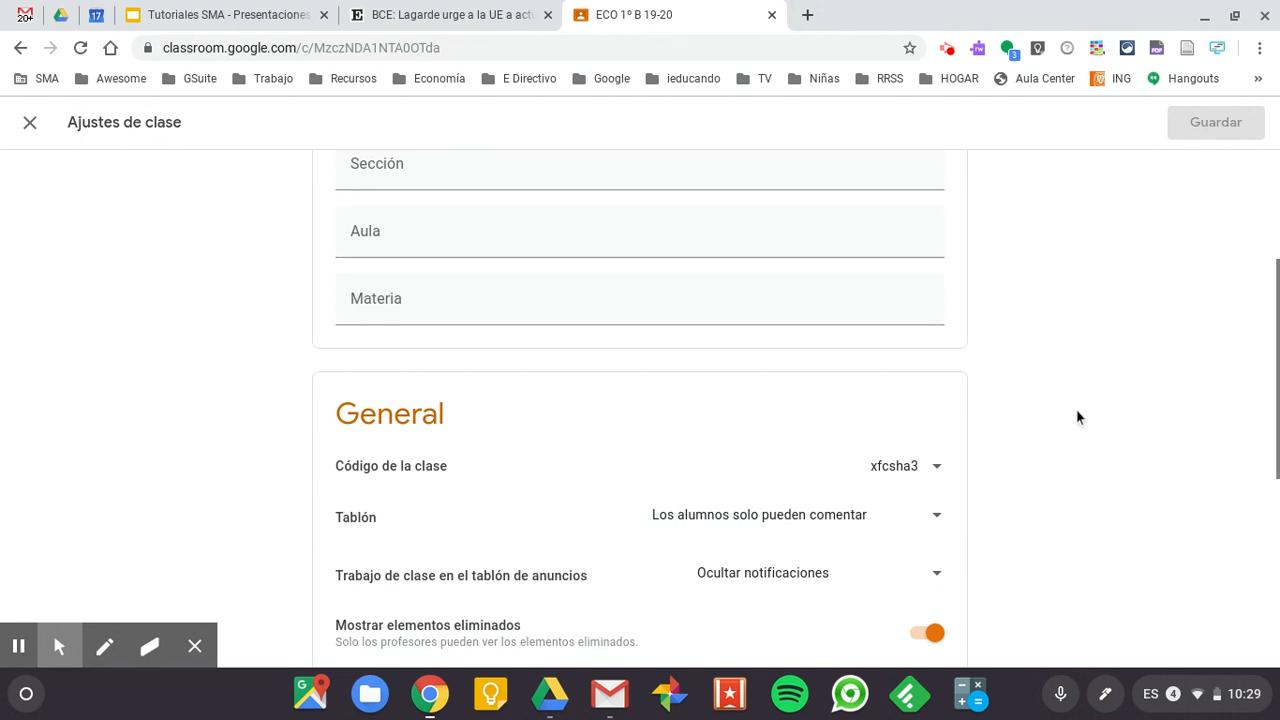 20+
17
Tutoriales SMA - Presentaciones
BCE: Lagarde urge a la UE a actu
ECO 1º B 19-20
classroom.google.com/c/MzczNDA1NTA0OTda
3
SMA
Awesome
GSuite
Trabajo
Recursos
Economía
E Directivo
Google
ieducando
TV
Niñas
RRSS
HOGAR
Aula Center
ING
Hangouts
»
Ajustes de clase
Guardar
Sección
Aula
Materia
General
Código de la clase
xfcsha3
Tablón
Los alumnos solo pueden comentar
Trabajo de clase en el tablón de anuncios
Ocultar notificaciones
Mostrar elementos eliminados
Solo los profesores pueden ver los elementos eliminados.
ES
4
10:29